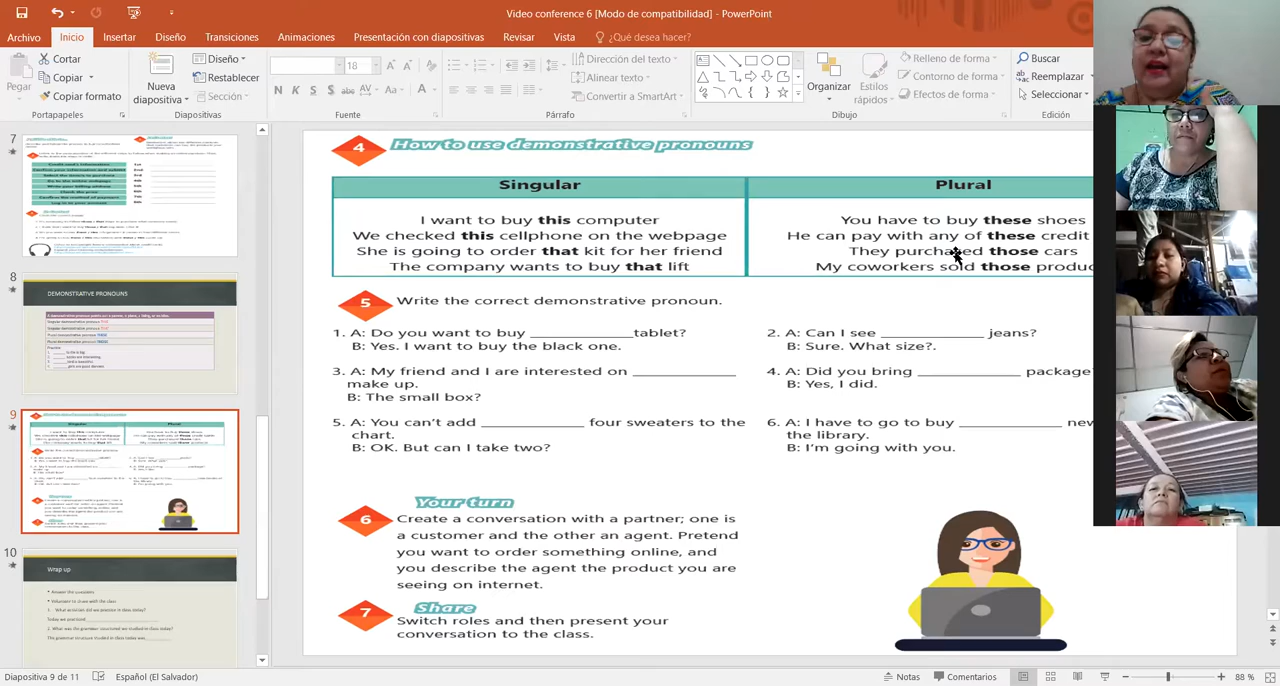 Video conference 6 [Modo de compatibilidad] - PowerPoint
Archivo Inicio Insertar Diseño Transiciones Animaciones Presentación con diapositivas Revisar Vista ¿Qué desea hacer?
Pegar
Cortar
Copiar
Copiar formato
Portapapeles
Nueva diapositiva
Diseño
Restablecer
Sección
Diapositivas
18
N K S S abc AV Aa A
Fuente
Dirección del texto
Alinear texto
Convertir a SmartArt
Párrafo
Organizar
Estilos rápidos
Relleno de forma
Contorno de forma
Efectos de forma
Dibujo
Buscar
Reemplazar
Seleccionar
Edición
7
8
DEMONSTRATIVE PRONOUNS
9
10
Wrap up
4 How to use demonstrative pronouns
Singular Plural
I want to buy this computer
checked this cellphone on the webpage
She is going to order that kit for her friend
The company wants to buy that lift
You have to buy these shoes
He can pay with any of these credit
They purchased those cars
My coworkers sold those produc
5 Write the correct demonstrative pronoun.
1. A: Do you want to buy ____________tablet?
B: Yes. I want to buy the black one.
2. A: Can I see ____________ jeans?
B: Sure. What size?.
3. A: My friend and I are interested on ____________
make up.
B: The small box?
4. A: Did you bring ____________ package
B: Yes, I did.
5. A: You can't add ____________ four sweaters to the
chart.
B: OK. But can I take two?
6. A: I have to go to buy ____________ new
the library.
B: I'm going with you.
Your
6 Create a conversation with a partner; one is
a customer and the other an agent. Pretend
you want to order something online, and
you describe the agent the product you are
seeing on internet.
Share
7 Switch roles and then present your
conversation to the class.
Diapositiva 9 de 11 Español (El Salvador) Notas Comentarios 88 %